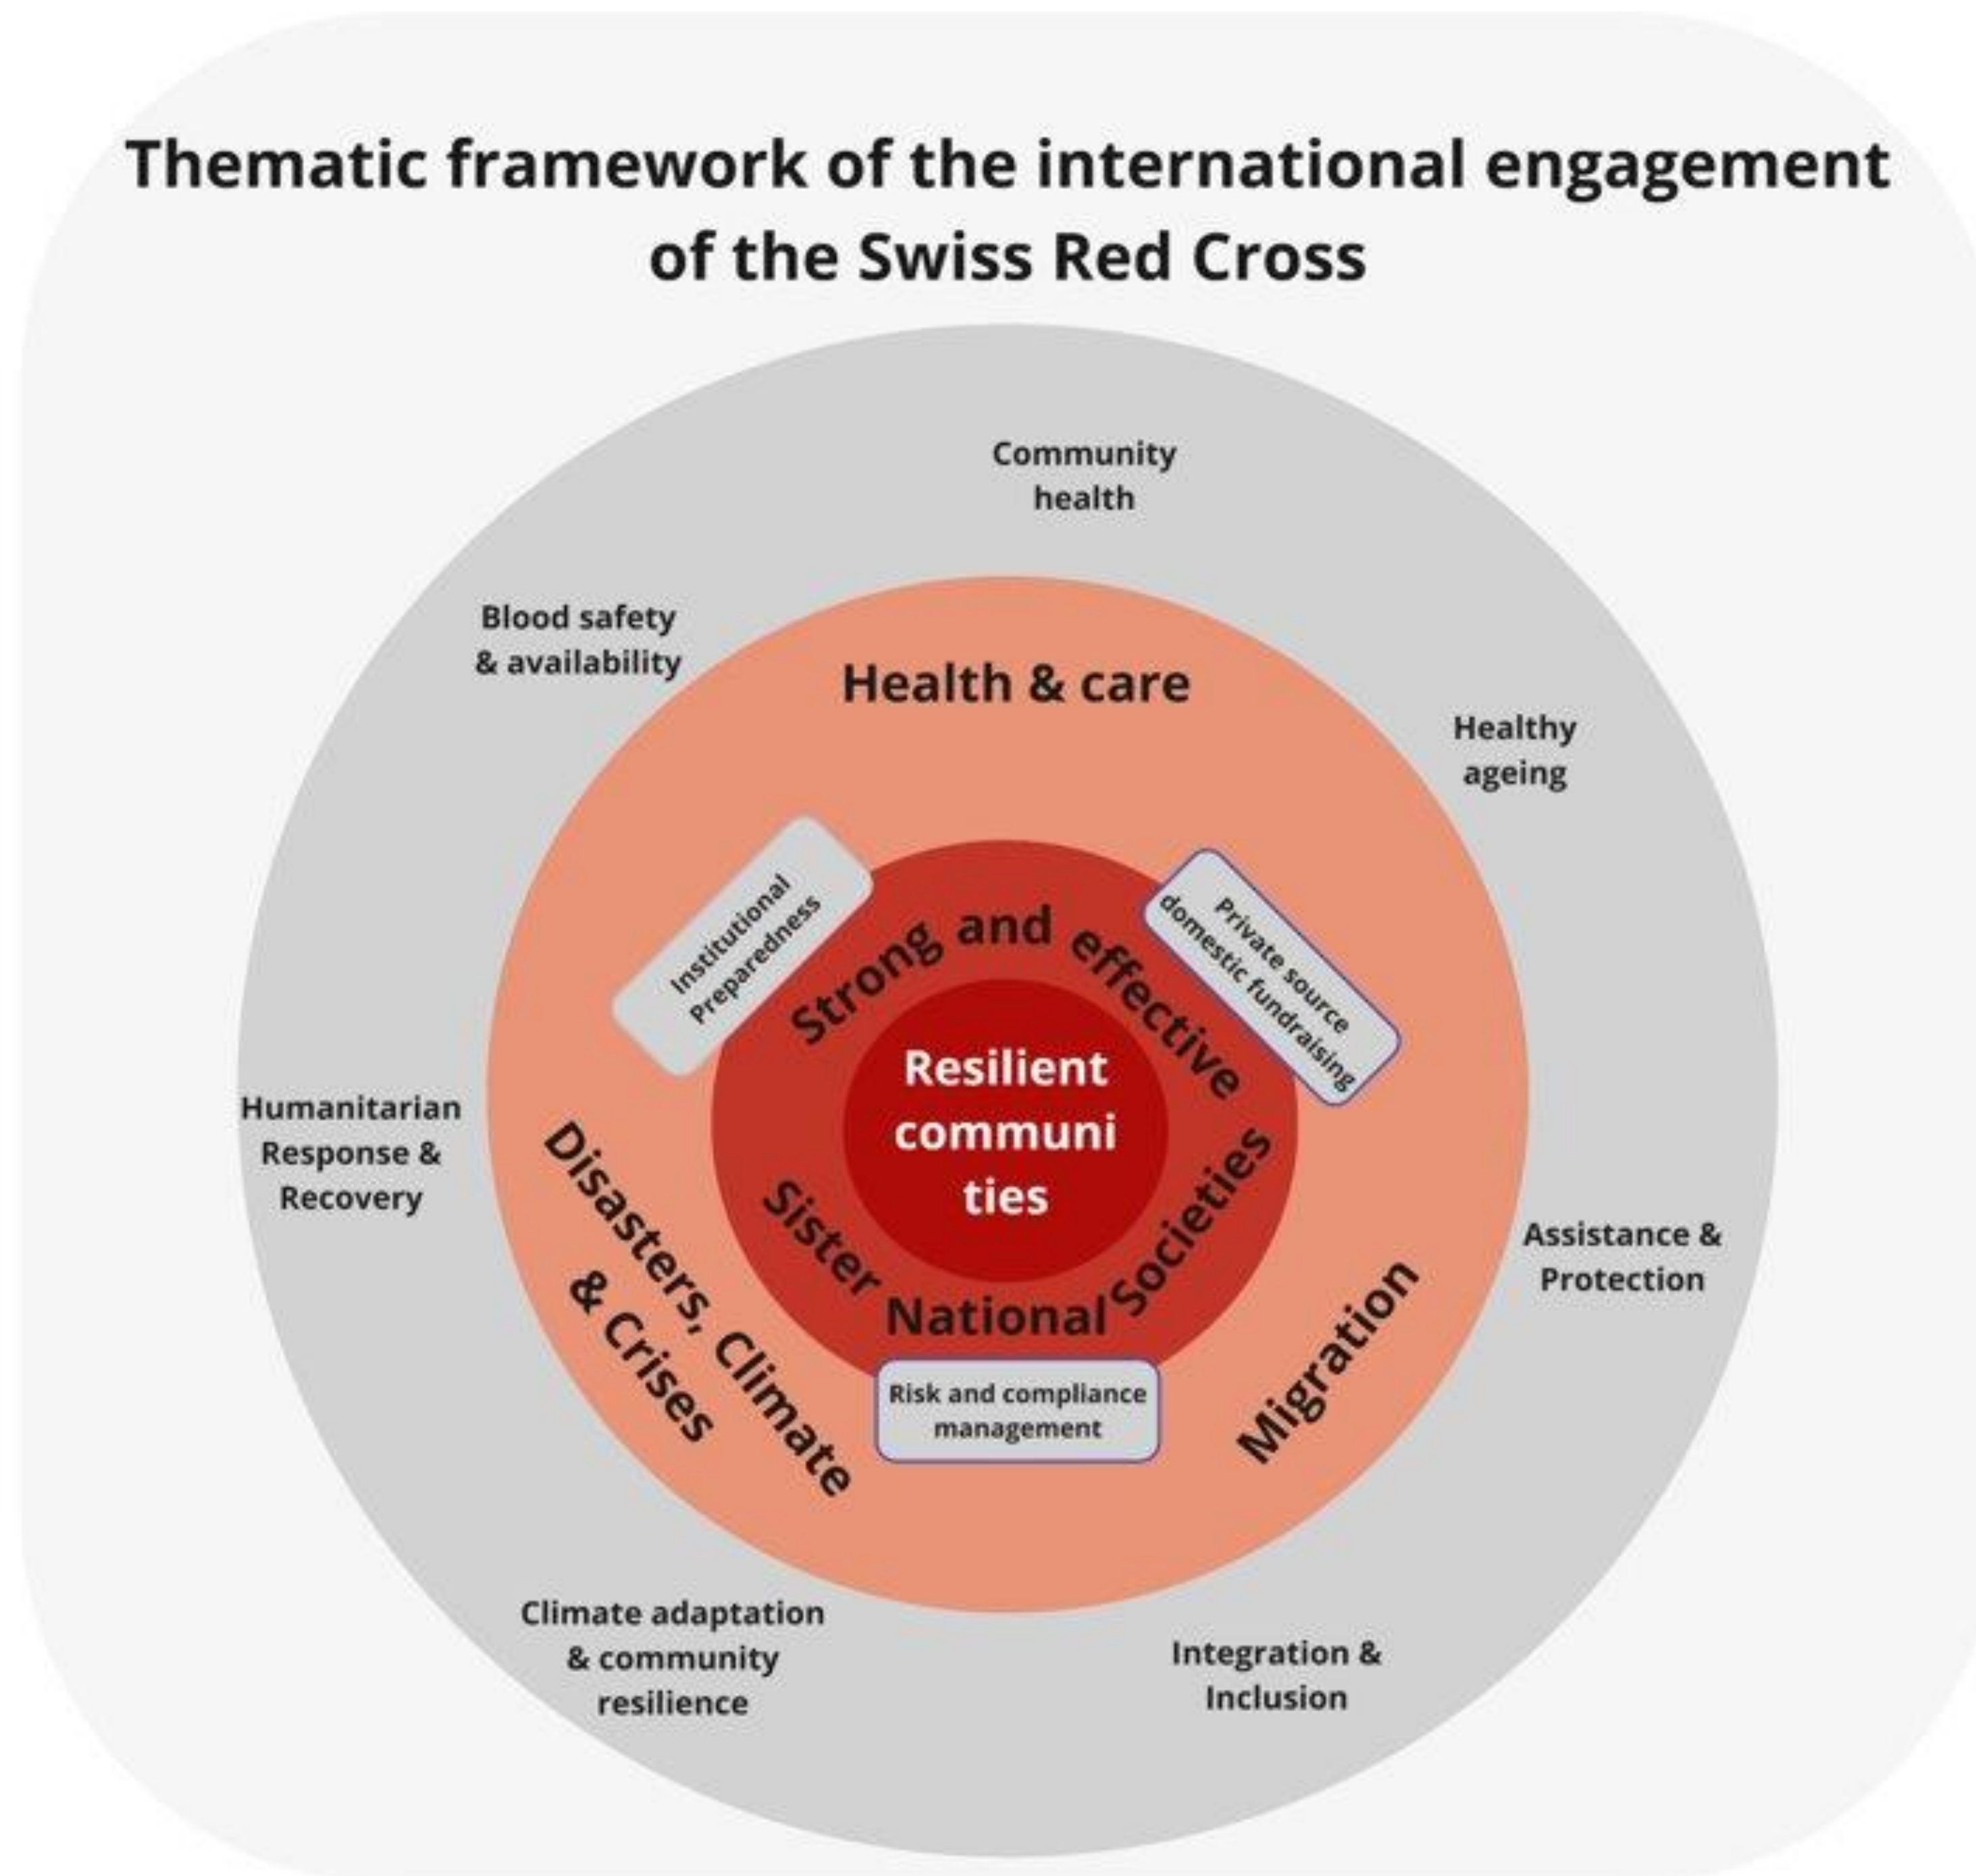 Thematic framework of the international engagement
of the Swiss Red Cross
Community
health
Blood safety
& availability
Health & care
Healthy
ageing
Institutional
Preparedness
Private source
domestic fundraising
Strong and effective
Resilient
communi
ties
Sister National Societies
Humanitarian
Response &
Recovery
Disasters, Climate
& Crises
Assistance &
Protection
Migration
Risk and compliance
management
Climate adaptation
& community
resilience
Integration &
Inclusion